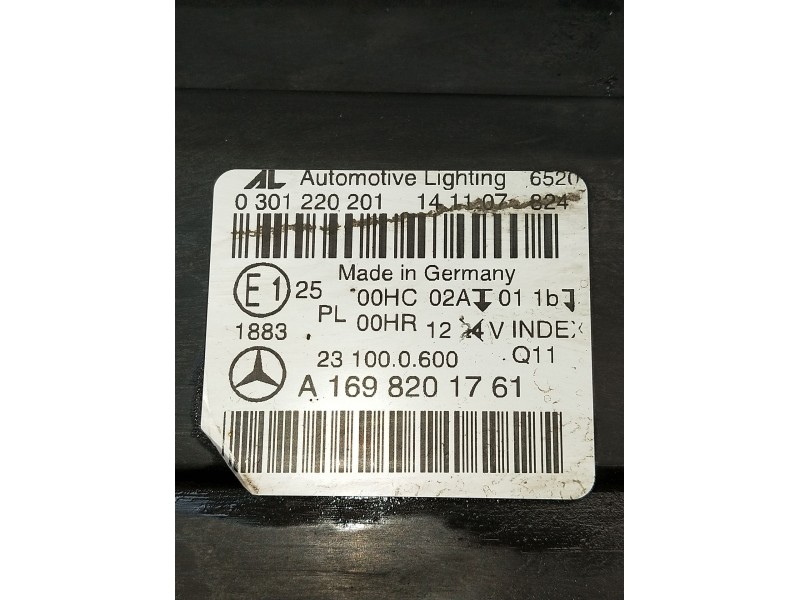 AL Automotive Lighting 6520
0 301 220 201 14.11.07 824
Made in Germany
E1 25 00HC 02A 01 1b
PL 00HR 12 24 V INDEX
1883
23 100.0.600 Q11
A 169 820 17 61